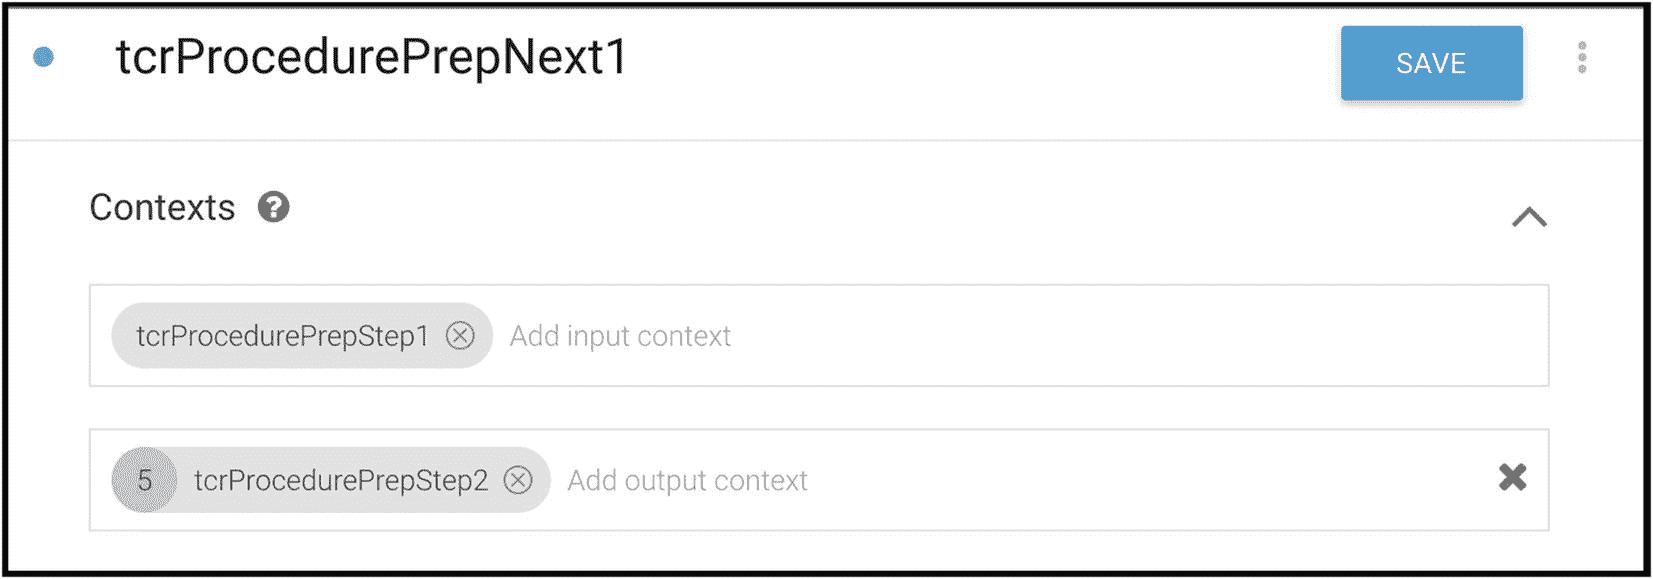 tcrProcedurePrepNext1
SAVE
Contexts ?
tcrProcedurePrepStep1 Add input context
5 tcrProcedurePrepStep2 Add output context